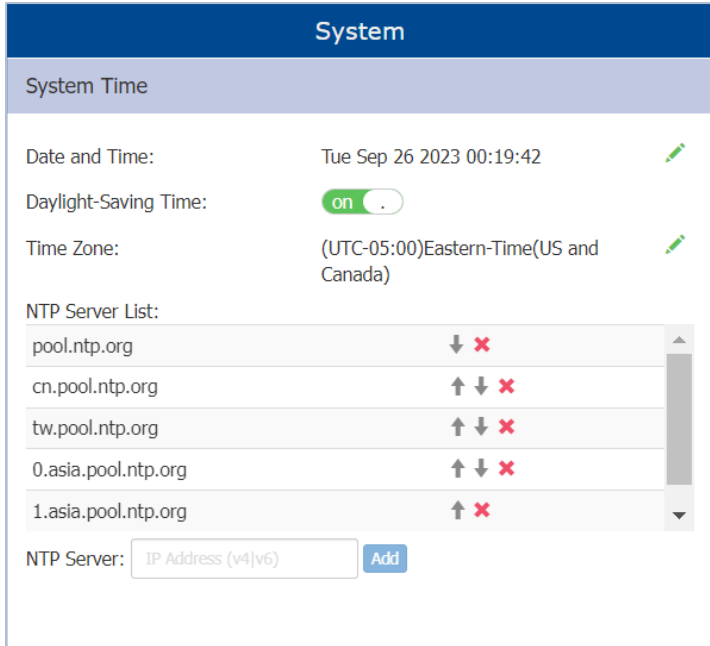 System
System Time
Date and Time: Tue Sep 26 2023 00:19:42
Daylight-Saving Time: on .
Time Zone: (UTC-05:00)Eastern-Time(US and
Canada)
NTP Server List:
pool.ntp.org
cn.pool.ntp.org
tw.pool.ntp.org
0.asia.pool.ntp.org
1.asia.pool.ntp.org
NTP Server: IP Address (v4|v6) Add